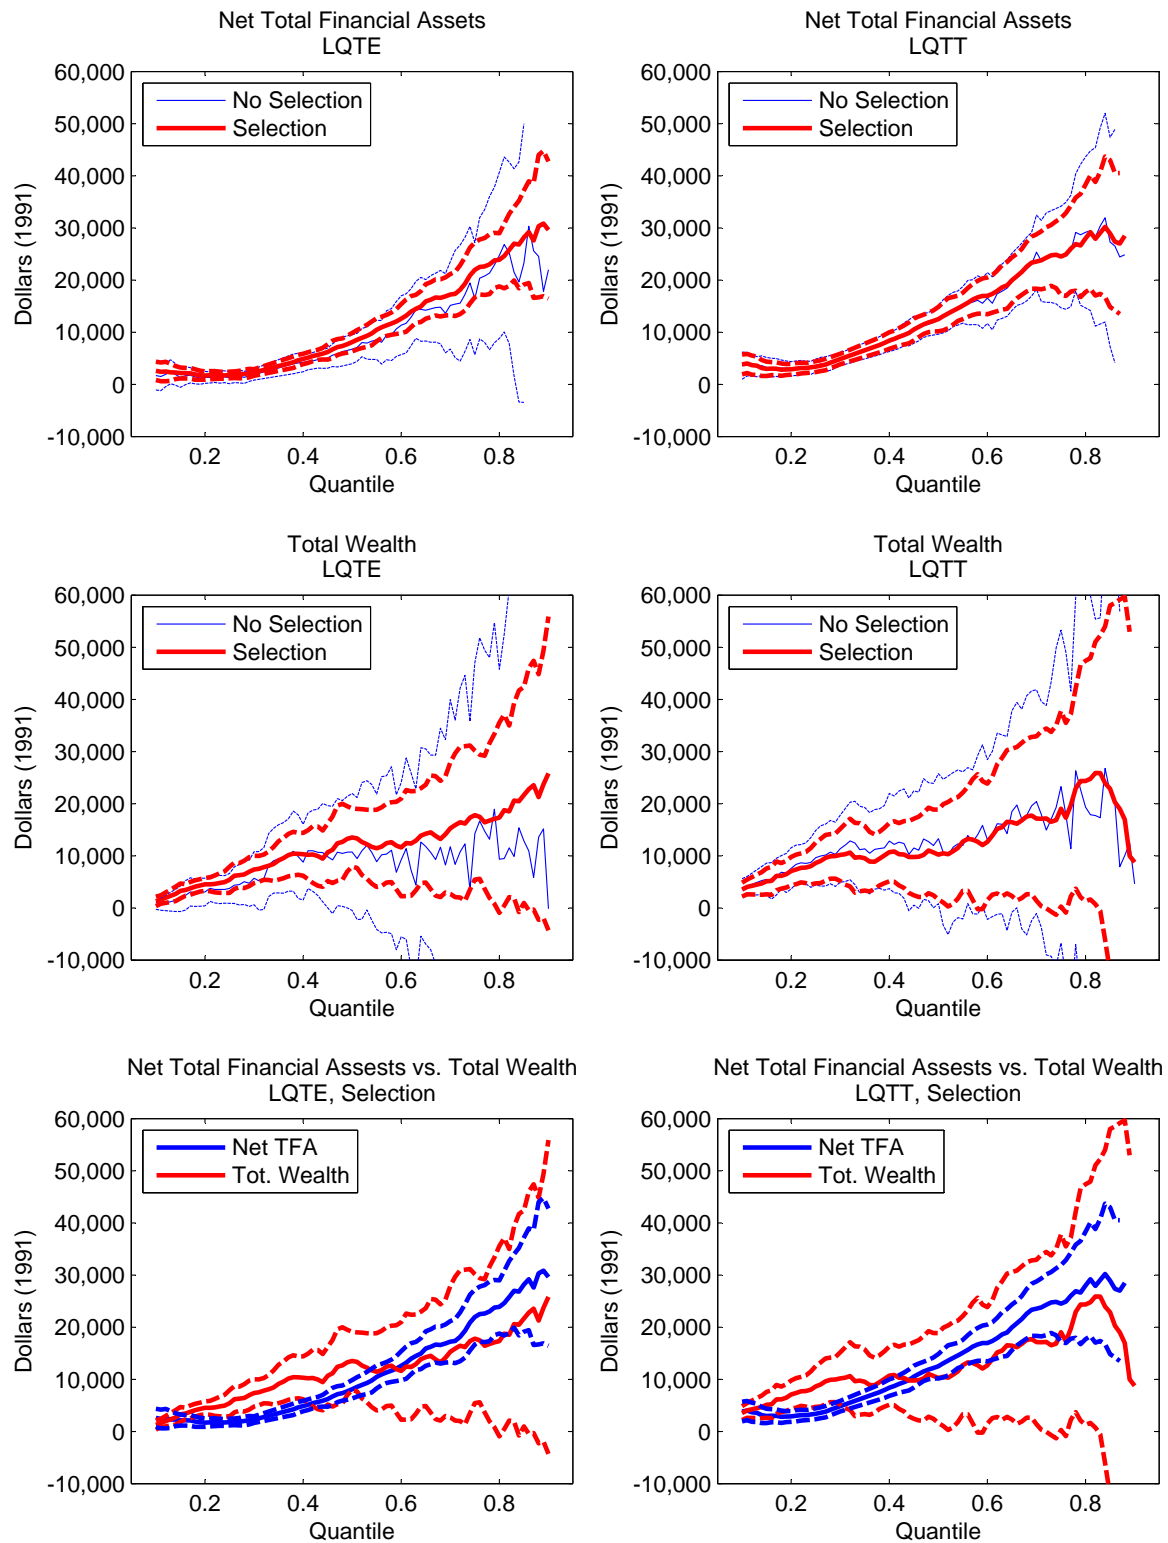 Net Total Financial Assets
LQTE
60,000
50,000
40,000
30,000
20,000
10,000
0
-10,000
Dollars (1991)
No Selection
Selection
0.2 0.4 0.6 0.8
Quantile
Net Total Financial Assets
LQTT
60,000
50,000
40,000
30,000
20,000
10,000
0
-10,000
Dollars (1991)
No Selection
Selection
0.2 0.4 0.6 0.8
Quantile
Total Wealth
LQTE
60,000
50,000
40,000
30,000
20,000
10,000
0
-10,000
Dollars (1991)
No Selection
Selection
0.2 0.4 0.6 0.8
Quantile
Total Wealth
LQTT
60,000
50,000
40,000
30,000
20,000
10,000
0
-10,000
Dollars (1991)
No Selection
Selection
0.2 0.4 0.6 0.8
Quantile
Net Total Financial Assests vs. Total Wealth
LQTE, Selection
60,000
50,000
40,000
30,000
20,000
10,000
0
-10,000
Dollars (1991)
Net TFA
Tot. Wealth
0.2 0.4 0.6 0.8
Quantile
Net Total Financial Assests vs. Total Wealth
LQTT, Selection
60,000
50,000
40,000
30,000
20,000
10,000
0
-10,000
Dollars (1991)
Net TFA
Tot. Wealth
0.2 0.4 0.6 0.8
Quantile